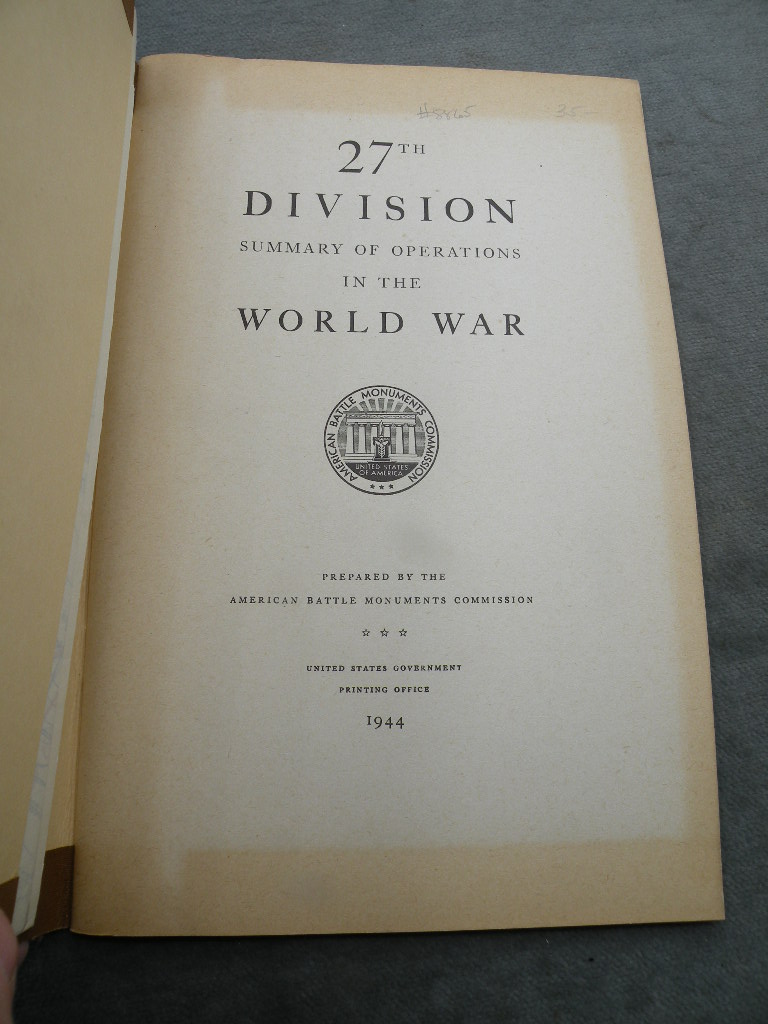 35-
27TH
DIVISION
SUMMARY OF OPERATIONS
IN THE
WORLD WAR
AMERICAN BATTLE MONUMENTS COMMISSION
UNITED STATES
OF AMERICA
PREPARED BY THE
AMERICAN BATTLE MONUMENTS COMMISSION
UNITED STATES GOVERNMENT
PRINTING OFFICE
1944